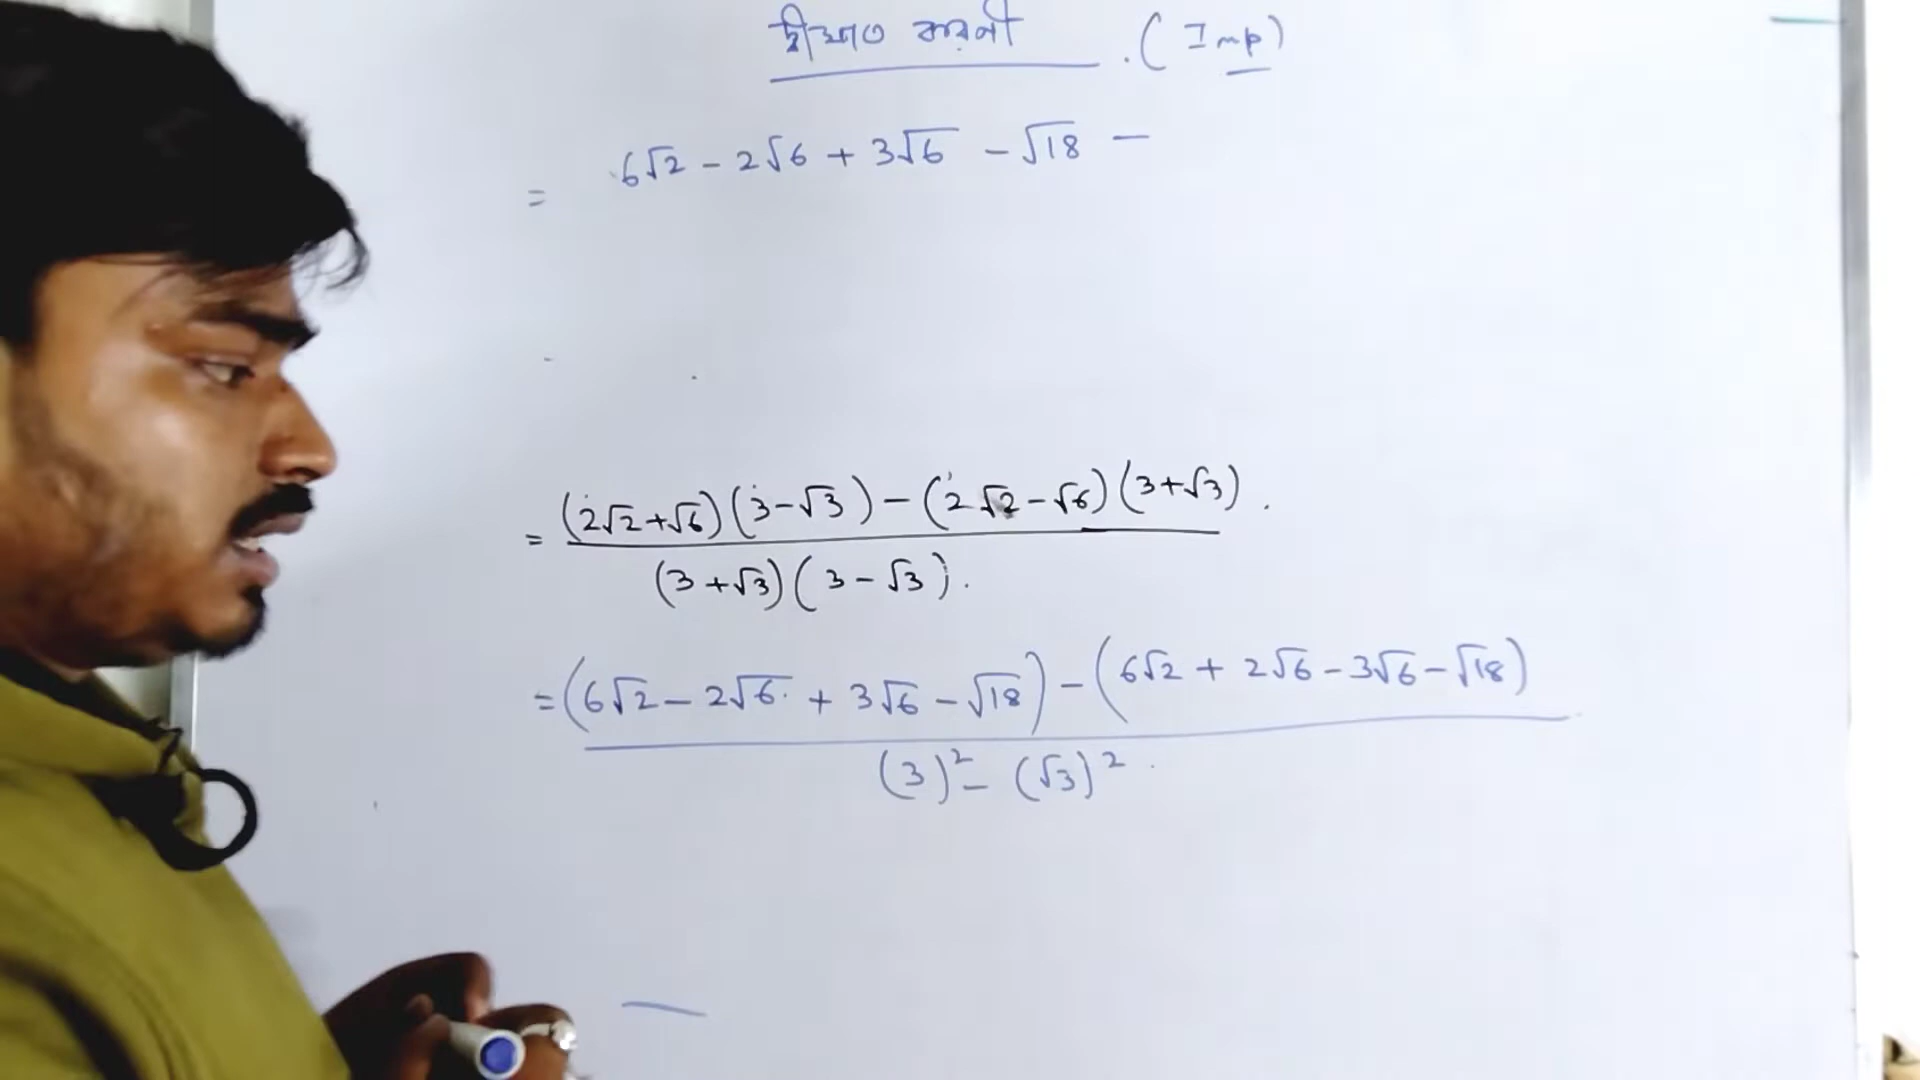 দ্বীঘাত করণী . (Imp)
= 6√2 - 2√6 + 3√6 - √18 -
= (2√2+√6)(3-√3) - (2√2-√6)(3+√3) .
(3+√3)(3-√3).
= (6√2 - 2√6 + 3√6 - √18) - (6√2 + 2√6 - 3√6 - √18)
(3)² - (√3)² .